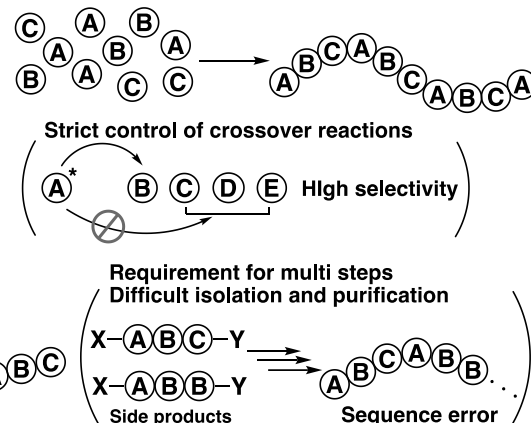 C A B
A B A
B A C C
A B C A B C A B C A
Strict control of crossover reactions
A* B C D E HIgh selectivity
Requirement for multi steps
Difficult isolation and purification
B C X–A B C–Y
X–A B B–Y A B C A B B . . .
Side products Sequence error